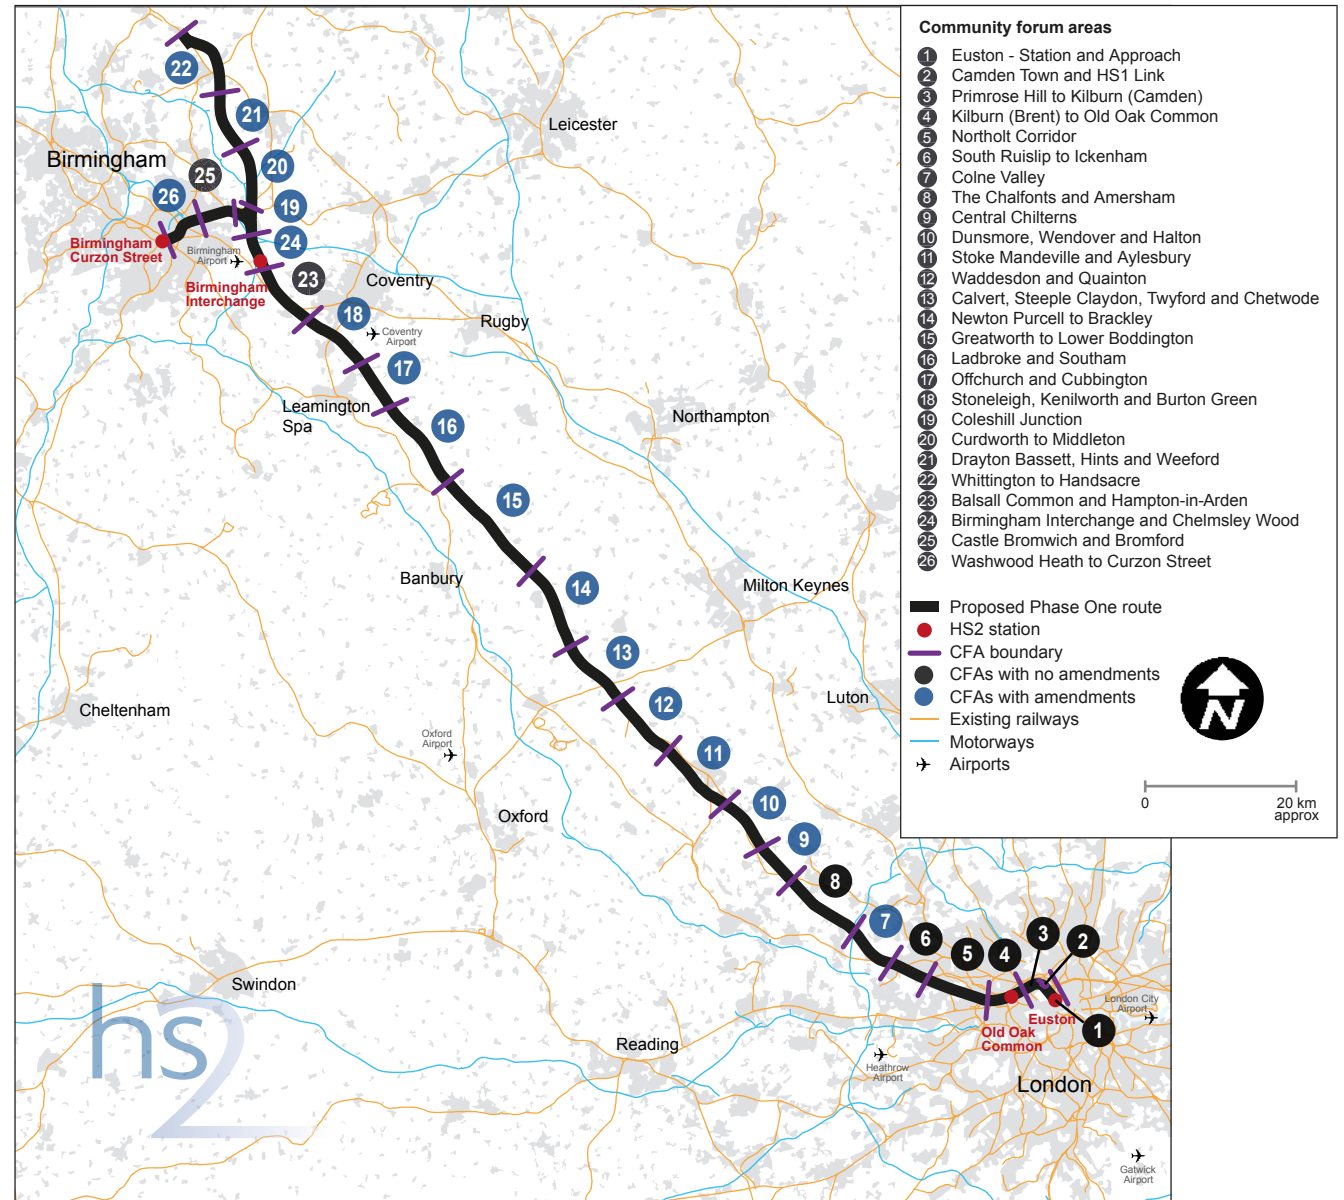 Community forum areas
1 Euston - Station and Approach
2 Camden Town and HS1 Link
3 Primrose Hill to Kilburn (Camden)
4 Kilburn (Brent) to Old Oak Common
5 Northolt Corridor
6 South Ruislip to Ickenham
7 Colne Valley
8 The Chalfonts and Amersham
9 Central Chilterns
10 Dunsmore, Wendover and Halton
11 Stoke Mandeville and Aylesbury
12 Waddesdon and Quainton
13 Calvert, Steeple Claydon, Twyford and Chetwode
14 Newton Purcell to Brackley
15 Greatworth to Lower Boddington
16 Ladbroke and Southam
17 Offchurch and Cubbington
18 Stoneleigh, Kenilworth and Burton Green
19 Coleshill Junction
20 Curdworth to Middleton
21 Drayton Bassett, Hints and Weeford
22 Whittington to Handsacre
23 Balsall Common and Hampton-in-Arden
24 Birmingham Interchange and Chelmsley Wood
25 Castle Bromwich and Bromford
26 Washwood Heath to Curzon Street
Proposed Phase One route
HS2 station
CFA boundary
CFAs with no amendments
CFAs with amendments
Existing railways
Motorways
Airports
N
0 20 km
approx
22
21
Leicester
Birmingham
20
25
26
19
Birmingham
Curzon Street
Birmingham
Airport
24
Birmingham
Interchange
23
Coventry
18
Rugby
Coventry
Airport
17
Leamington
Spa
Northampton
16
15
Banbury
14
Milton Keynes
13
Luton
12
Cheltenham
Oxford
Airport
11
10
Oxford
9
8
7
6
5
4
3
2
Swindon
London City
Airport
Euston
1
Old Oak
Common
Reading
Heathrow
Airport
London
hs2
Gatwick
Airport